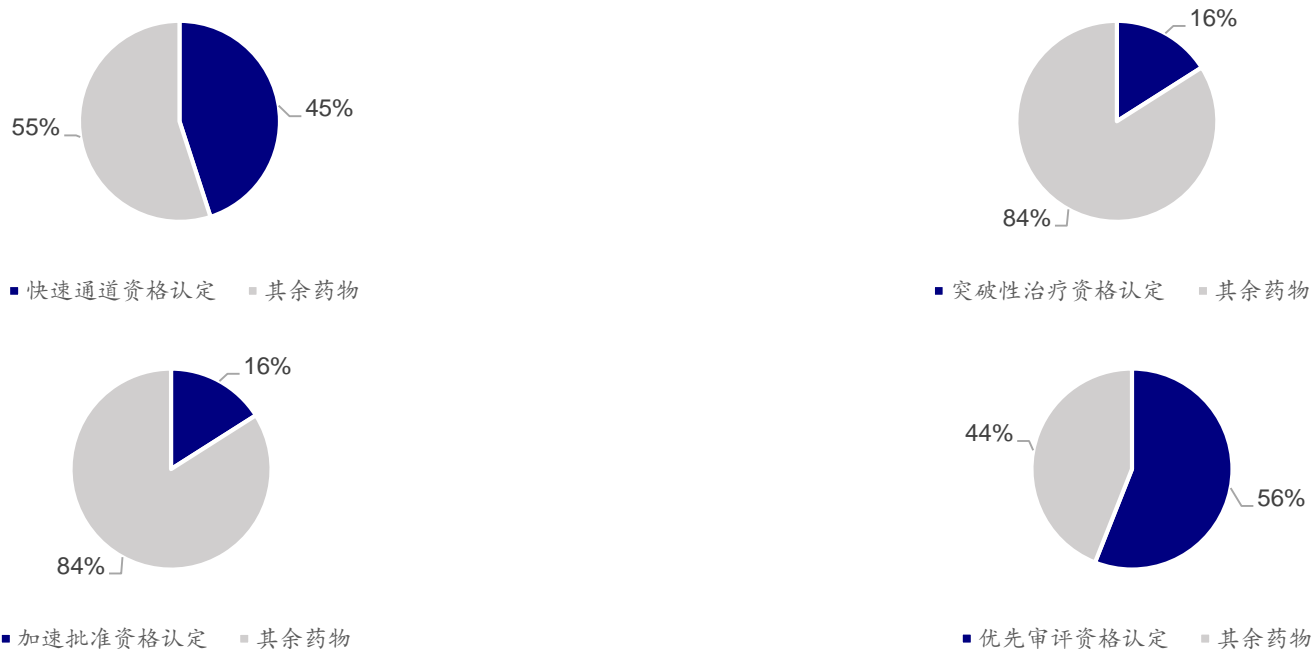 16%
45%
55%
84%
■ 快速通道资格认定 ■ 其余药物
■ 突破性治疗资格认定 ■ 其余药物
16%
44%
56%
84%
■ 加速批准资格认定 ■ 其余药物
■ 优先审评资格认定 ■ 其余药物